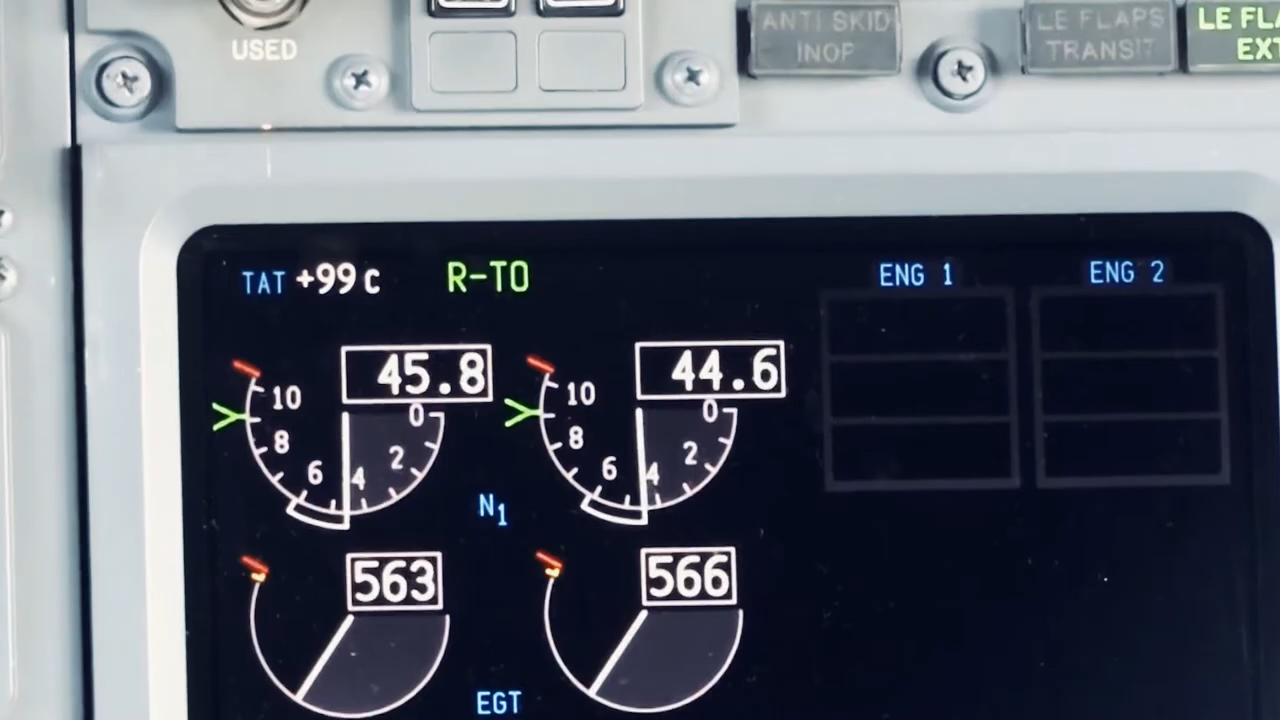 USED
ANTI SKID
INOP
LE FLAPS
TRANSIT
LE FLA
EXT
TAT +99 c
R-TO
ENG 1
ENG 2
45.8
10
8
6
4
2
0
44.6
10
8
6
4
2
0
N1
563
566
EGT